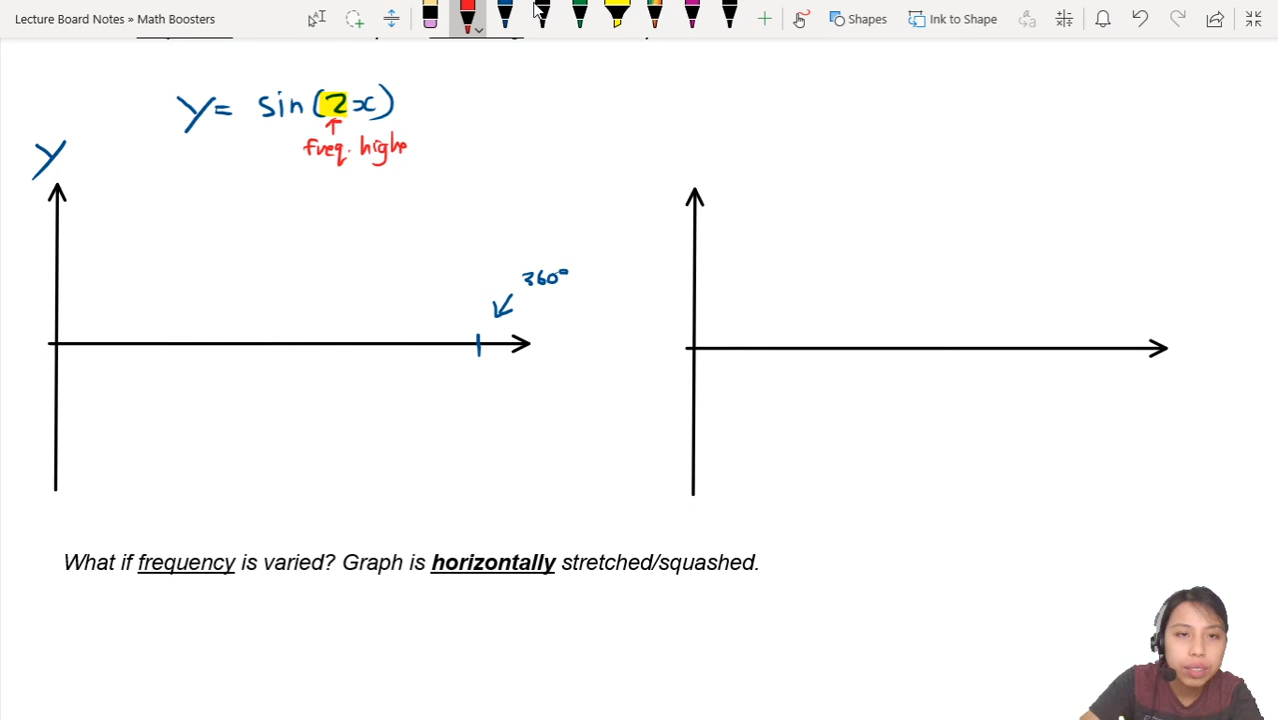 Lecture Board Notes » Math Boosters
Shapes
Ink to Shape
y = sin(2x)
freq. highe
y
360°
What if frequency is varied? Graph is horizontally stretched/squashed.